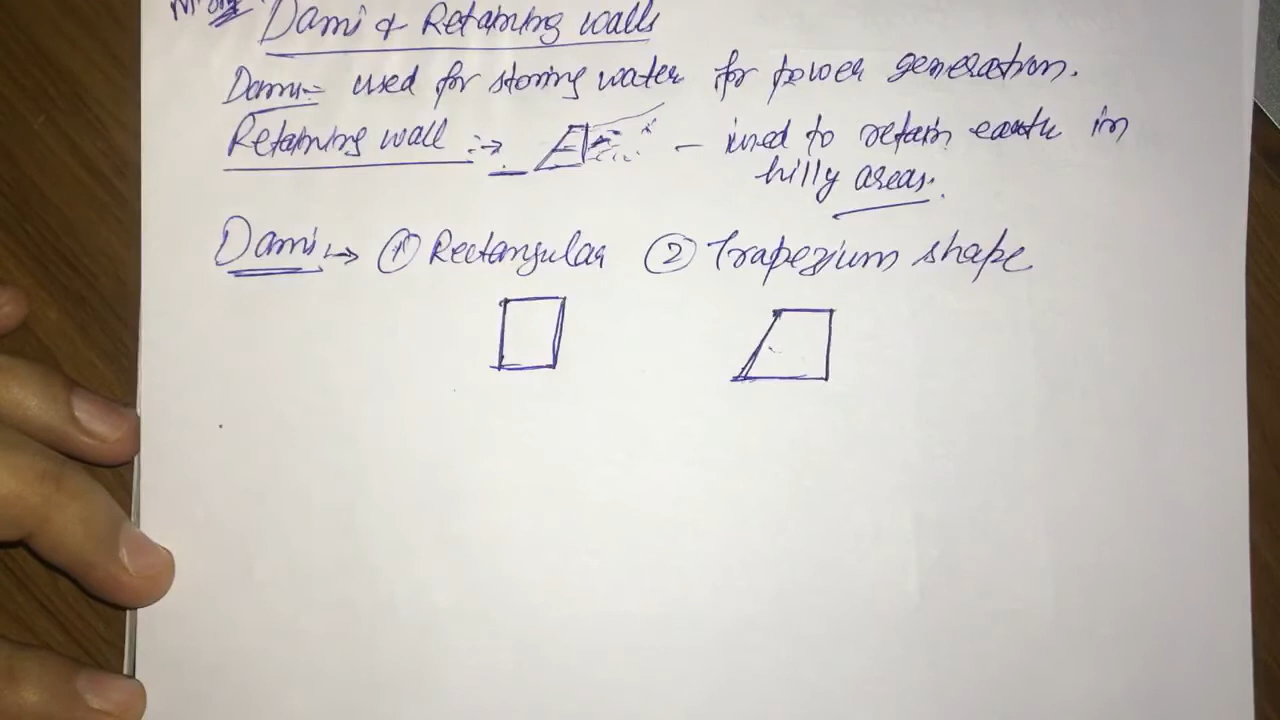 Dams & Retaining walls
Dams:- used for storing water for power generation.
Retaining wall :→ - used to retain earth in
hilly areas.
Dams → ① Rectangular ② Trapezium shape